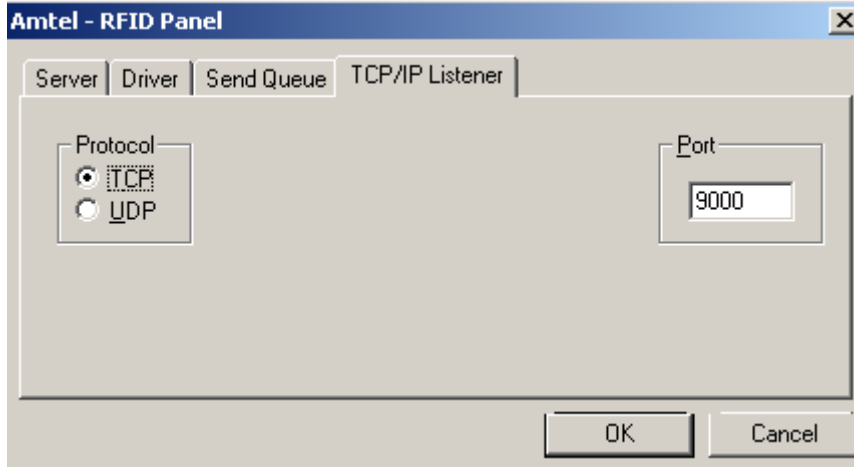 Amtel - RFID Panel
Server Driver Send Queue TCP/IP Listener
Protocol
TCP
UDP
Port
9000
OK Cancel